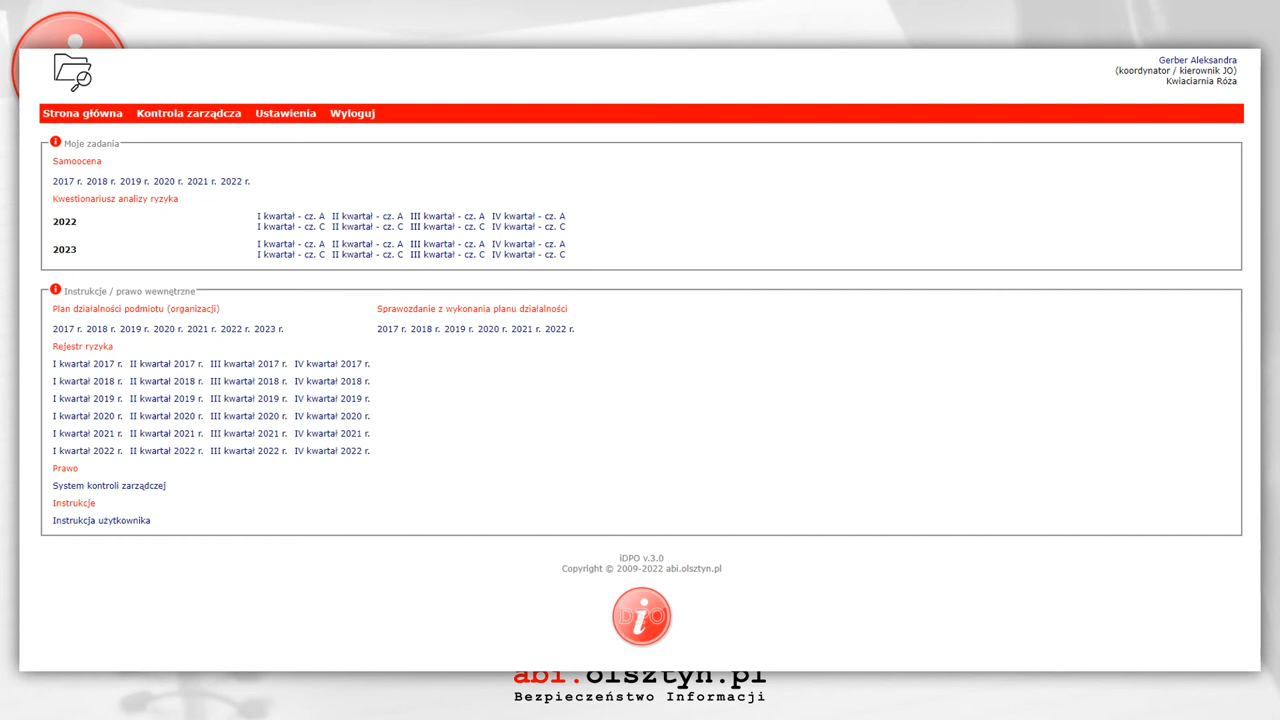 Gerber Aleksandra
(koordynator / kierownik JO)
Kwiaciarnia Róża
Strona główna Kontrola zarządcza Ustawienia Wyloguj
Moje zadania
Samoocena
2017 r. 2018 r. 2019 r. 2020 r. 2021 r. 2022 r.
Kwestionariusz analizy ryzyka
2022
I kwartał - cz. A II kwartał - cz. A III kwartał - cz. A IV kwartał - cz. A
I kwartał - cz. C II kwartał - cz. C III kwartał - cz. C IV kwartał - cz. C
2023
I kwartał - cz. A II kwartał - cz. A III kwartał - cz. A IV kwartał - cz. A
I kwartał - cz. C II kwartał - cz. C III kwartał - cz. C IV kwartał - cz. C
Instrukcje / prawo wewnętrzne
Plan działalności podmiotu (organizacji) Sprawozdanie z wykonania planu działalności
2017 r. 2018 r. 2019 r. 2020 r. 2021 r. 2022 r. 2023 r. 2017 r. 2018 r. 2019 r. 2020 r. 2021 r. 2022 r.
Rejestr ryzyka
I kwartał 2017 r. II kwartał 2017 r. III kwartał 2017 r. IV kwartał 2017 r.
I kwartał 2018 r. II kwartał 2018 r. III kwartał 2018 r. IV kwartał 2018 r.
I kwartał 2019 r. II kwartał 2019 r. III kwartał 2019 r. IV kwartał 2019 r.
I kwartał 2020 r. II kwartał 2020 r. III kwartał 2020 r. IV kwartał 2020 r.
I kwartał 2021 r. II kwartał 2021 r. III kwartał 2021 r. IV kwartał 2021 r.
I kwartał 2022 r. II kwartał 2022 r. III kwartał 2022 r. IV kwartał 2022 r.
Prawo
System kontroli zarządczej
Instrukcje
Instrukcja użytkownika
iDPO v.3.0
Copyright © 2009-2022 abi.olsztyn.pl
DPO
abi.olsztyn.pl
Bezpieczeństwo Informacji